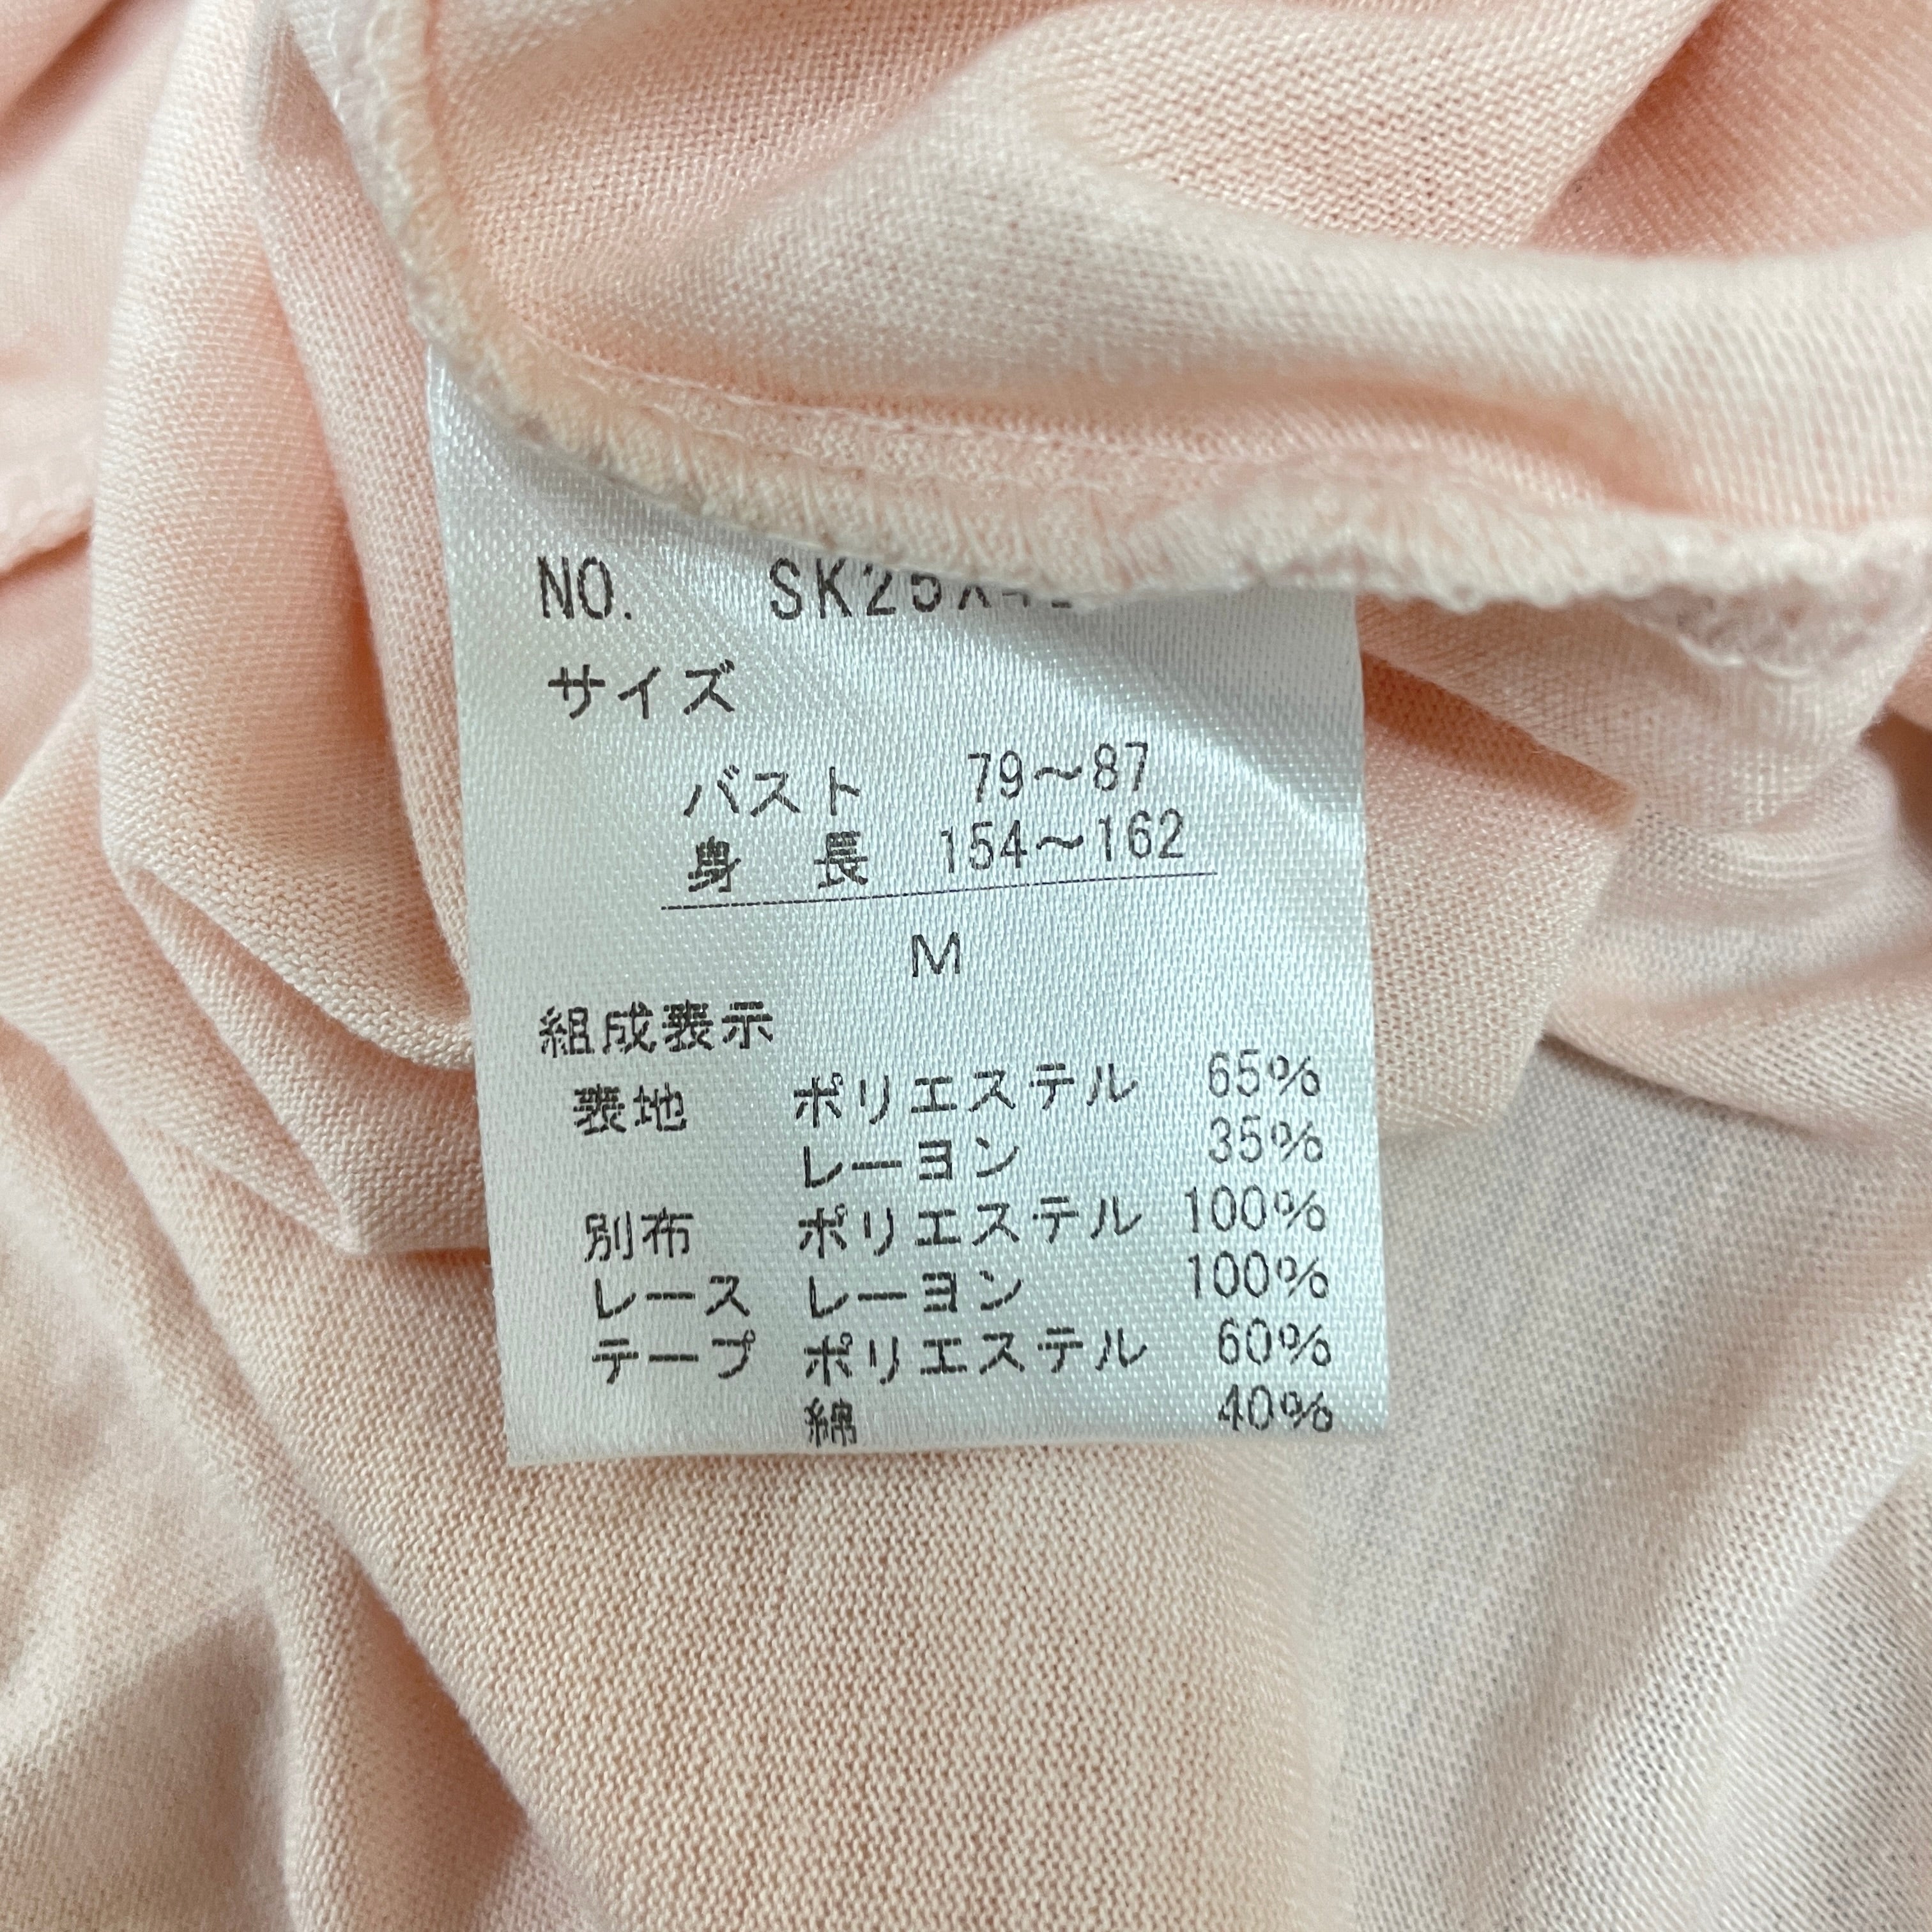 NO. SK25X4
サイズ
バスト 79～87
身 長 154～162
M
組成表示
表地 ポリエステル 65%
レーヨン 35%
別布 ポリエステル 100%
レース レーヨン 100%
テープ ポリエステル 60%
綿 40%